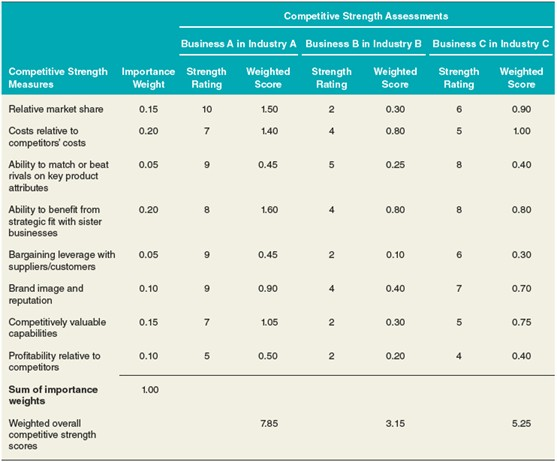 Competitive Strength Assessments
Business A in Industry A Business B in Industry B Business C in Industry C
Competitive Strength Importance Strength Weighted Strength Weighted Strength Weighted
Measures Weight Rating Score Rating Score Rating Score
Relative market share 0.15 10 1.50 2 0.30 6 0.90
Costs relative to 0.20 7 1.40 4 0.80 5 1.00
competitors' costs
Ability to match or beat 0.05 9 0.45 5 0.25 8 0.40
rivals on key product
attributes
Ability to benefit from 0.20 8 1.60 4 0.80 8 0.80
strategic fit with sister
businesses
Bargaining leverage with 0.05 9 0.45 2 0.10 6 0.30
suppliers/customers
Brand image and 0.10 9 0.90 4 0.40 7 0.70
reputation
Competitively valuable 0.15 7 1.05 2 0.30 5 0.75
capabilities
Profitability relative to 0.10 5 0.50 2 0.20 4 0.40
competitors
Sum of importance 1.00
weights
Weighted overall 7.85 3.15 5.25
competitive strength
scores